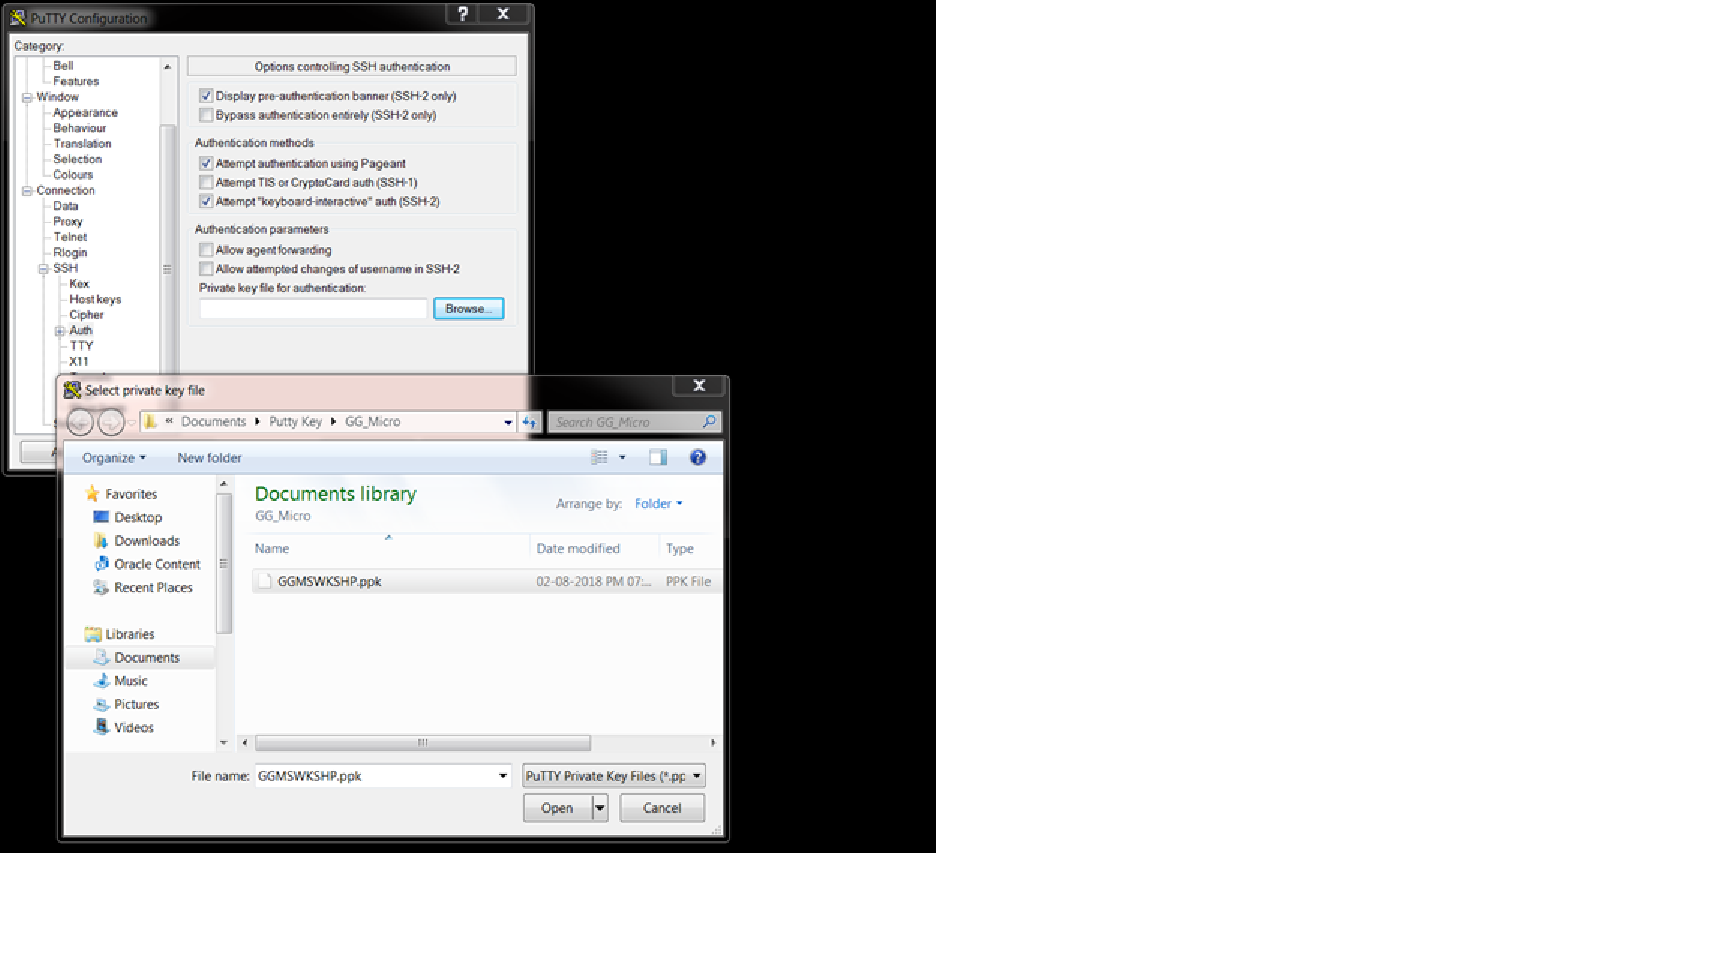 PuTTY Configuration
?
Category:
Bell
Features
Window
Appearance
Behaviour
Translation
Selection
Colours
Connection
Data
Proxy
Telnet
Rlogin
SSH
Kex
Host keys
Cipher
Auth
TTY
X11
Options controlling SSH authentication
Display pre-authentication banner (SSH-2 only)
Bypass authentication entirely (SSH-2 only)
Authentication methods
Attempt authentication using Pageant
Attempt TIS or CryptoCard auth (SSH-1)
Attempt "keyboard-interactive" auth (SSH-2)
Authentication parameters
Allow agent forwarding
Allow attempted changes of username in SSH-2
Private key file for authentication:
Browse...
Select private key file
« Documents Putty Key GG_Micro
Search GG_Micro
Organize New folder
Favorites
Desktop
Downloads
Oracle Content
Recent Places
Libraries
Documents
Music
Pictures
Videos
Documents library
GG_Micro
Arrange by: Folder
Name Date modified Type
GGMSWKSHP.ppk 02-08-2018 PM 07:... PPK File
File name: GGMSWKSHP.ppk
PuTTY Private Key Files (*.pp
Open Cancel